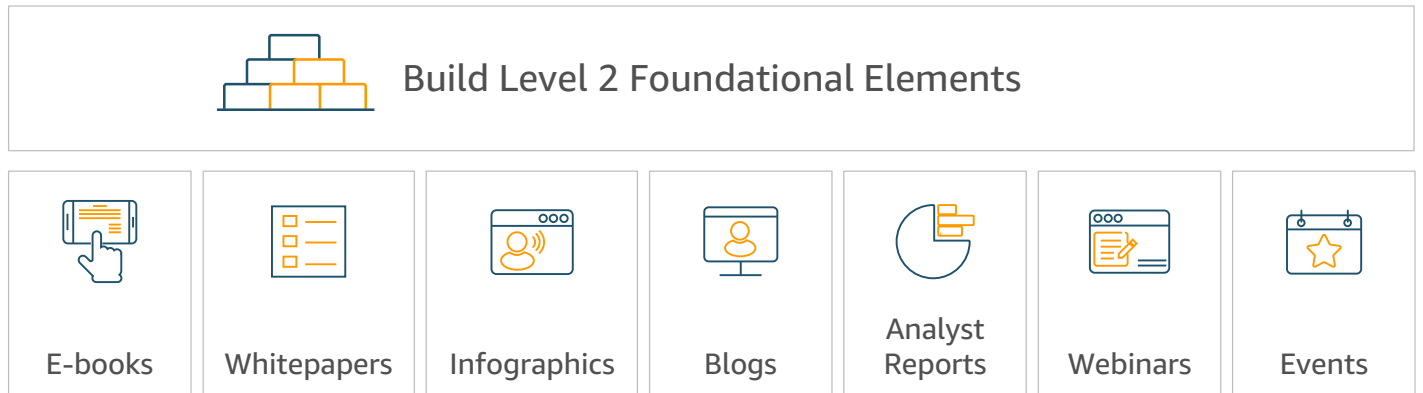 Build Level 2 Foundational Elements
E-books
Whitepapers
Infographics
Blogs
Analyst
Reports
Webinars
Events